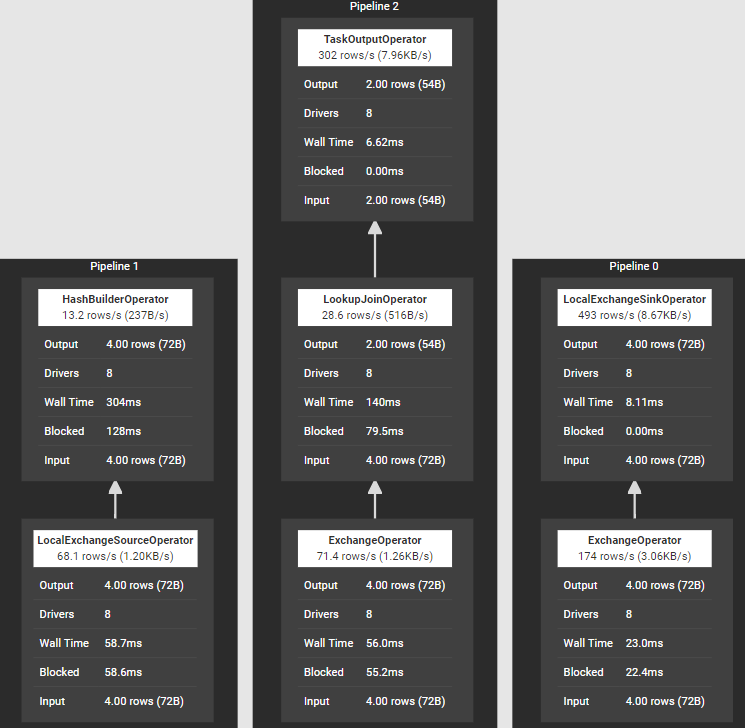 Pipeline 2
TaskOutputOperator
302 rows/s (7.96KB/s)
Output 2.00 rows (54B)
Drivers 8
Wall Time 6.62ms
Blocked 0.00ms
Input 2.00 rows (54B)
Pipeline 1
HashBuilderOperator
13.2 rows/s (237B/s)
Output 4.00 rows (72B)
Drivers 8
Wall Time 304ms
Blocked 128ms
Input 4.00 rows (72B)
LocalExchangeSourceOperator
68.1 rows/s (1.20KB/s)
Output 4.00 rows (72B)
Drivers 8
Wall Time 58.7ms
Blocked 58.6ms
Input 4.00 rows (72B)
LookupJoinOperator
28.6 rows/s (516B/s)
Output 2.00 rows (54B)
Drivers 8
Wall Time 140ms
Blocked 79.5ms
Input 4.00 rows (72B)
ExchangeOperator
71.4 rows/s (1.26KB/s)
Output 4.00 rows (72B)
Drivers 8
Wall Time 56.0ms
Blocked 55.2ms
Input 4.00 rows (72B)
Pipeline 0
LocalExchangeSinkOperator
493 rows/s (8.67KB/s)
Output 4.00 rows (72B)
Drivers 8
Wall Time 8.11ms
Blocked 0.00ms
Input 4.00 rows (72B)
ExchangeOperator
174 rows/s (3.06KB/s)
Output 4.00 rows (72B)
Drivers 8
Wall Time 23.0ms
Blocked 22.4ms
Input 4.00 rows (72B)